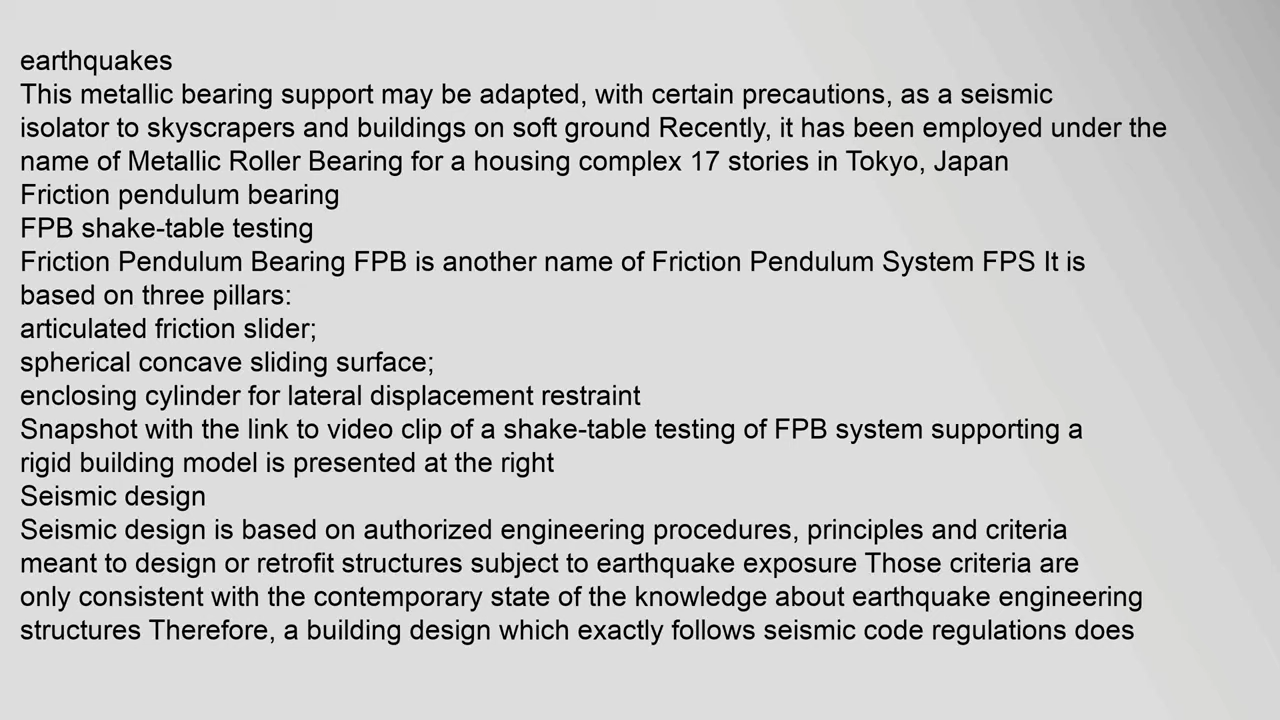 earthquakes
This metallic bearing support may be adapted, with certain precautions, as a seismic
isolator to skyscrapers and buildings on soft ground Recently, it has been employed under the
name of Metallic Roller Bearing for a housing complex 17 stories in Tokyo, Japan
Friction pendulum bearing
FPB shake-table testing
Friction Pendulum Bearing FPB is another name of Friction Pendulum System FPS It is
based on three pillars:
articulated friction slider;
spherical concave sliding surface;
enclosing cylinder for lateral displacement restraint
Snapshot with the link to video clip of a shake-table testing of FPB system supporting a
rigid building model is presented at the right
Seismic design
Seismic design is based on authorized engineering procedures, principles and criteria
meant to design or retrofit structures subject to earthquake exposure Those criteria are
only consistent with the contemporary state of the knowledge about earthquake engineering
structures Therefore, a building design which exactly follows seismic code regulations does